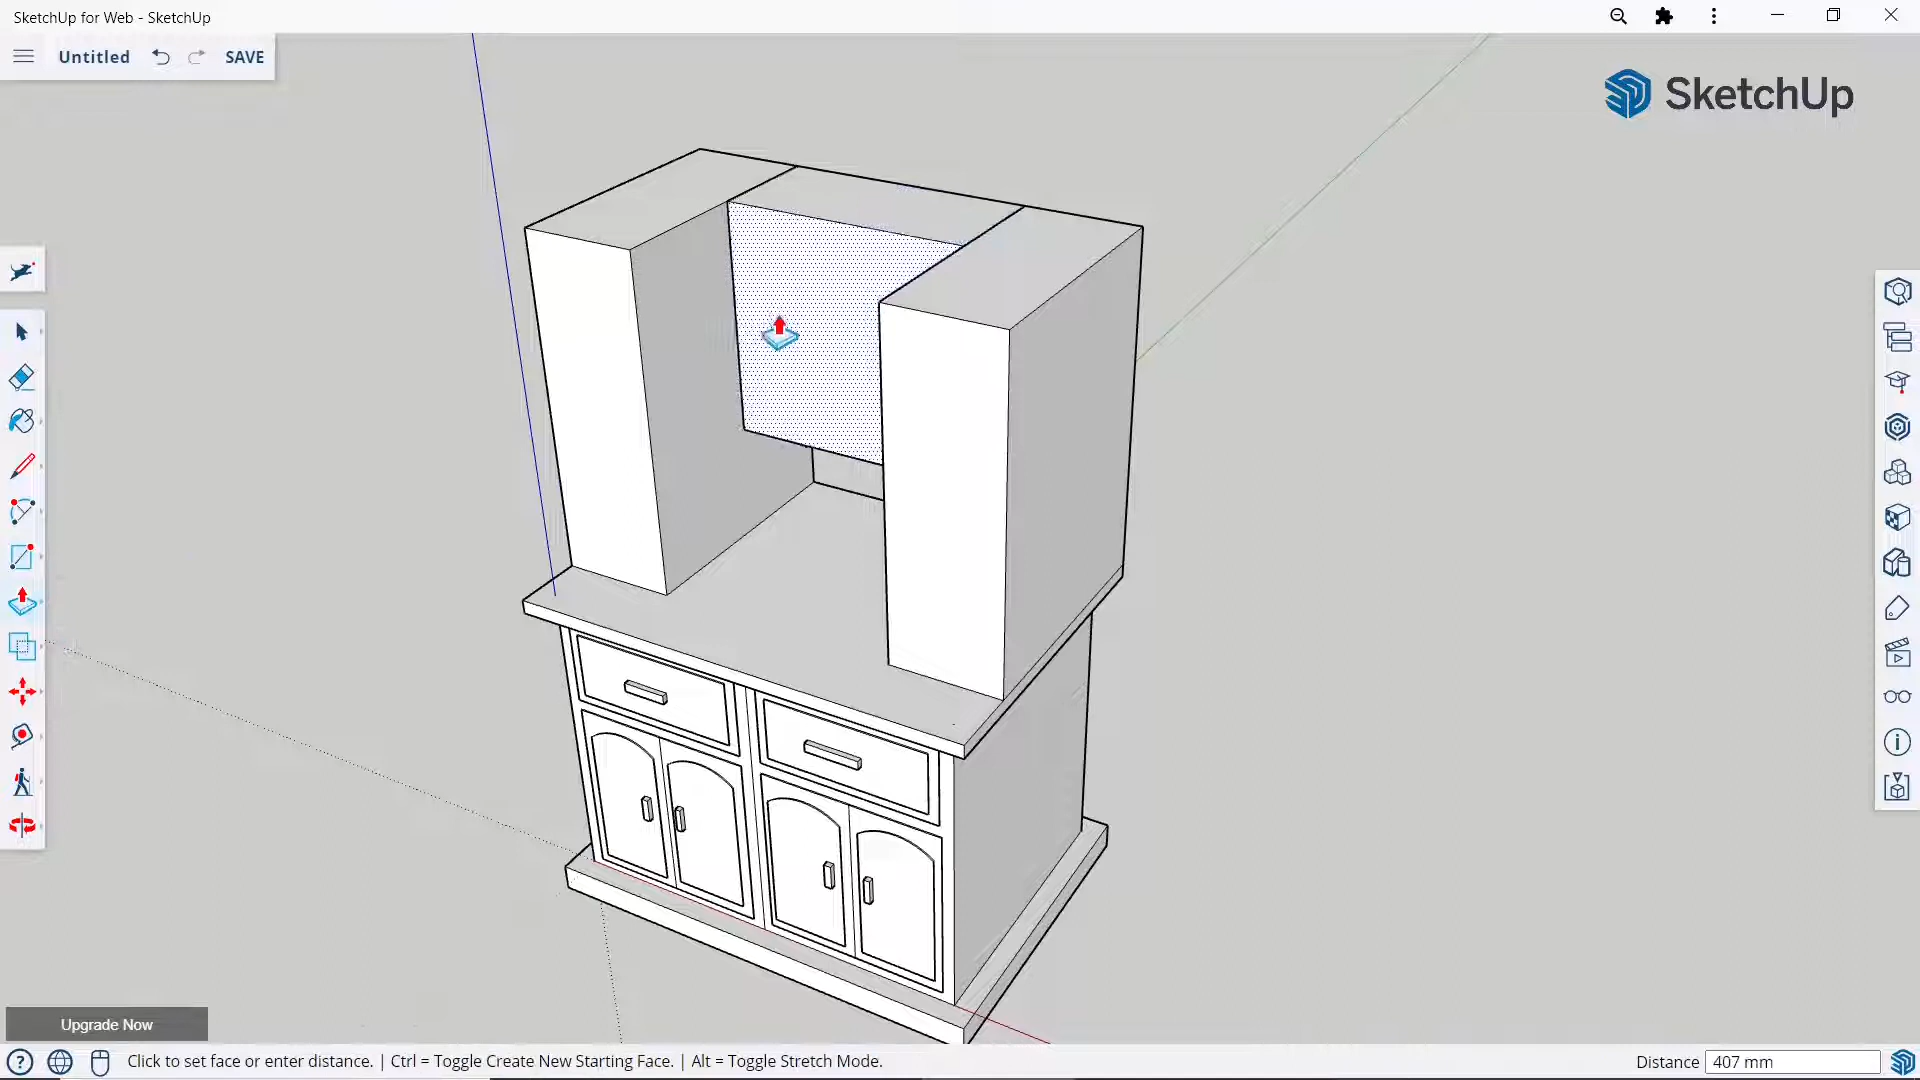 SketchUp for Web - SketchUp
Untitled
SAVE
SketchUp
Upgrade Now
Click to set face or enter distance. | Ctrl = Toggle Create New Starting Face. | Alt = Toggle Stretch Mode.
Distance 407 mm